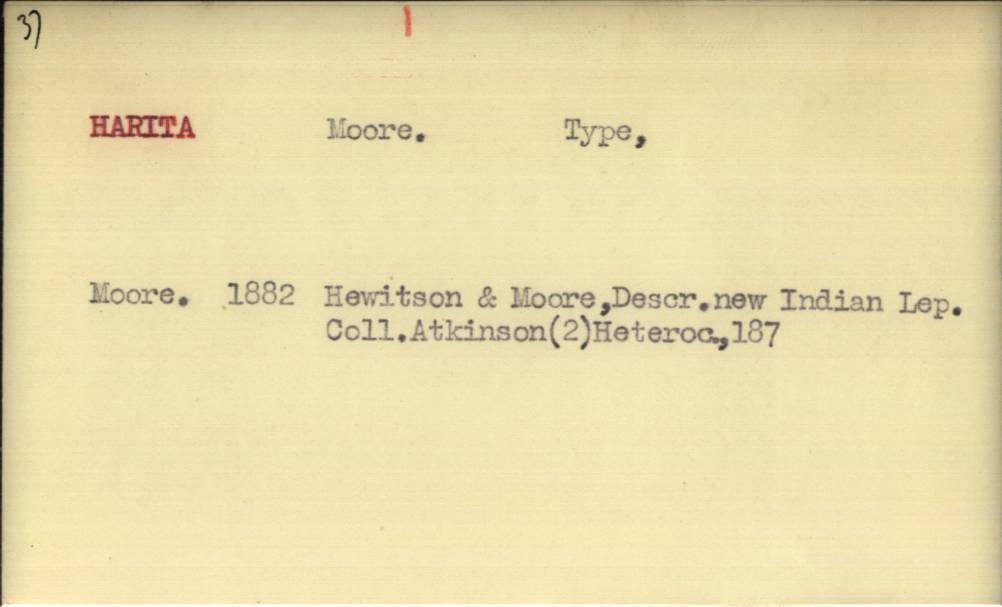 37
HARITA Moore. Type,
Moore. 1882 Hewitson & Moore,Descr.new Indian Lep.
Coll.Atkinson(2)Heteroc.,187